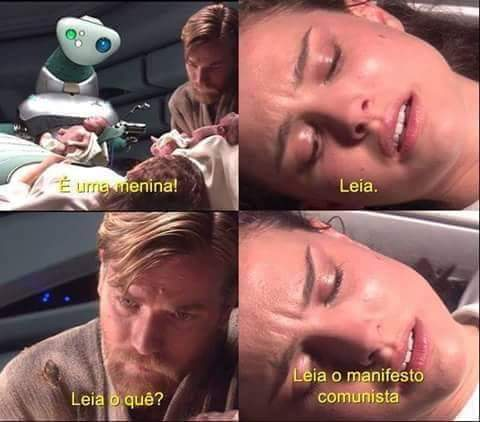 É uma menina!
Leia.
Leia o quê?
Leia o manifesto
comunista